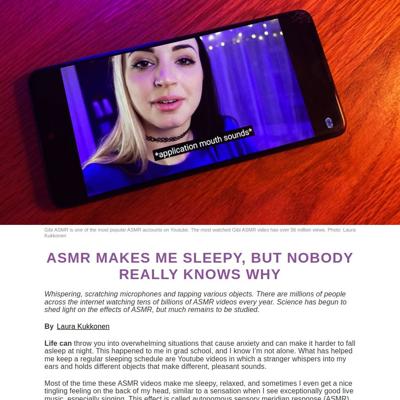 *application mouth sounds*
Gibi ASMR is one of the most popular ASMR accounts on Youtube. The most watched Gibi ASMR video has over 56 million views. Photo: Laura
Kukkonen
ASMR MAKES ME SLEEPY, BUT NOBODY
REALLY KNOWS WHY
Whispering, scratching microphones and tapping various objects. There are millions of people
across the internet watching tens of billions of ASMR videos every year. Science has begun to
shed light on the effects of ASMR, but much remains to be studied.
By Laura Kukkonen
Life can throw you into overwhelming situations that cause anxiety and can make it harder to fall
asleep at night. This happened to me in grad school, and I know I'm not alone. What has helped
me keep a regular sleeping schedule are Youtube videos in which a stranger whispers into my
ears and holds different objects that make different, pleasant sounds.
Most of the time these ASMR videos make me sleepy, relaxed, and sometimes I even get a nice
tingling feeling on the back of my head, similar to a sensation when I see exceptionally good live
music, especially singing. This effect is called autonomous sensory meridian response (ASMR)